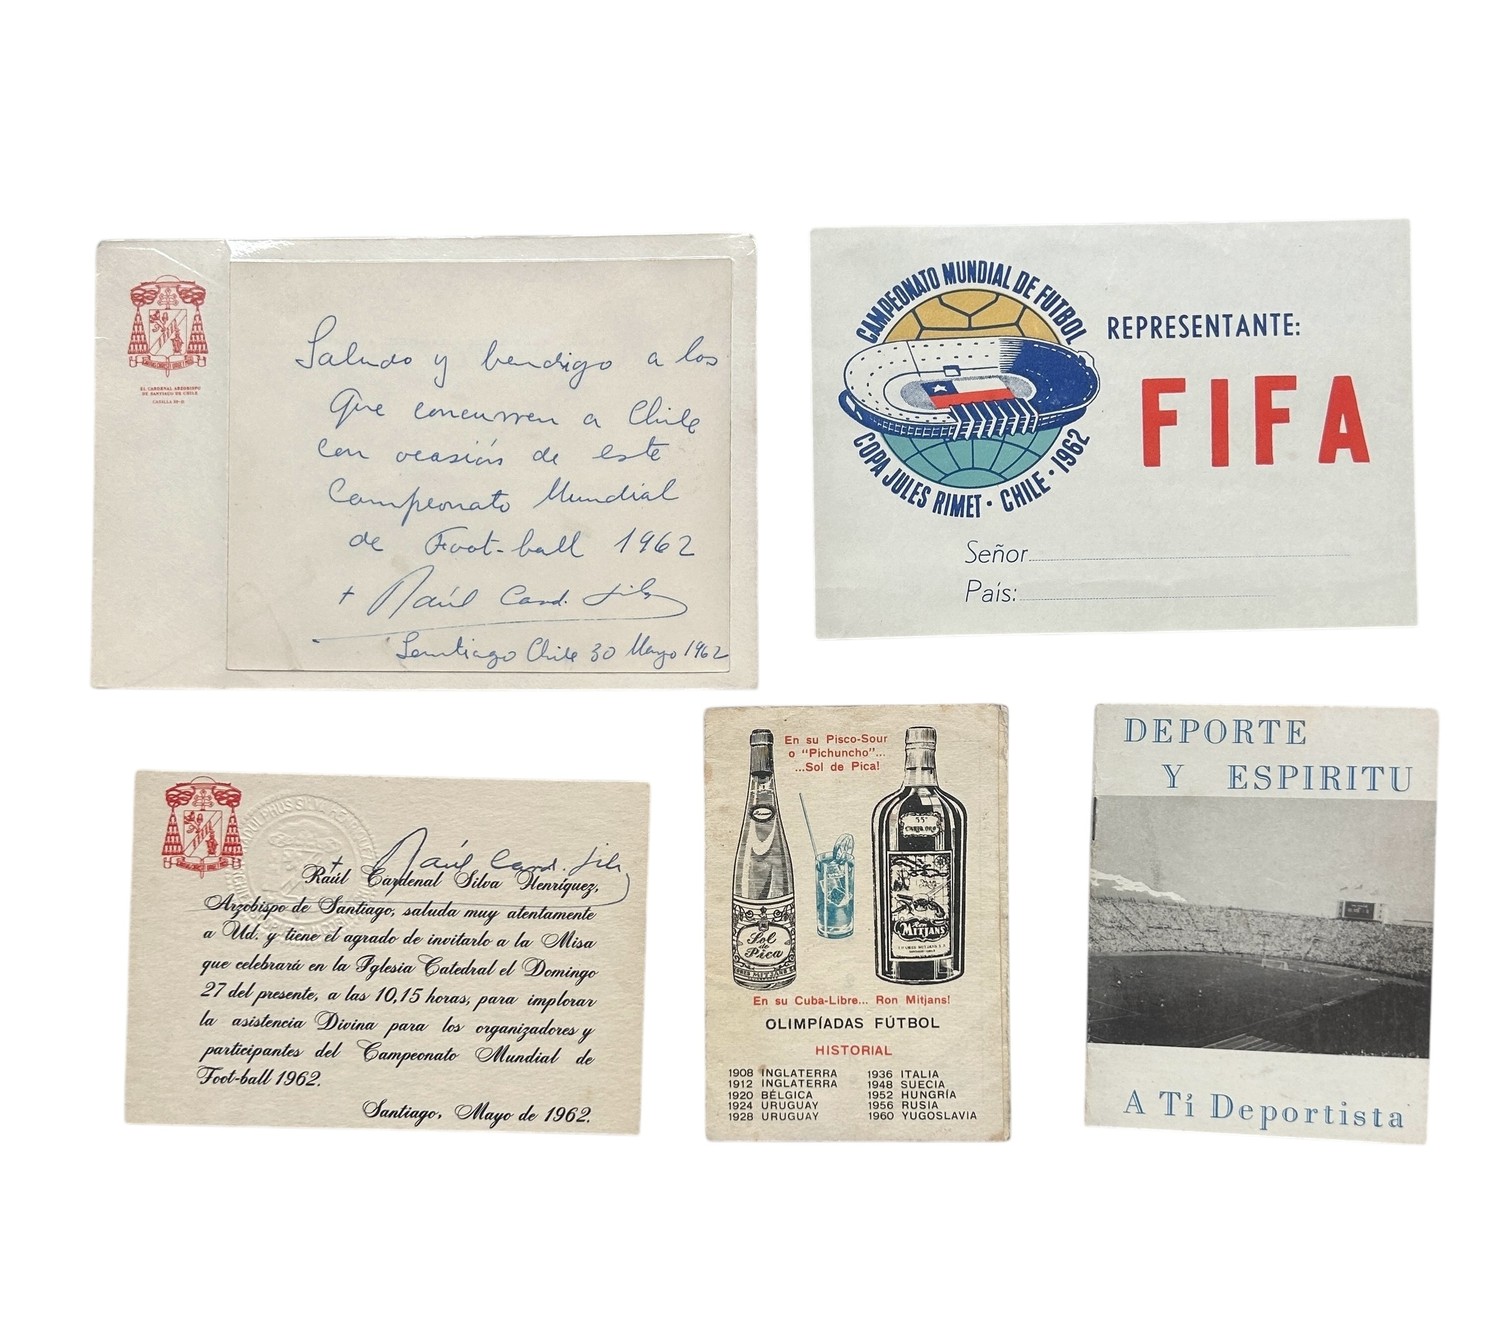 EL CARDENAL ARZOBISPO
DE SANTIAGO DE CHILE
CASILLA 30-D
Saludo y bendigo a los
que concurren a Chile
con ocasión de este
Campeonato Mundial
de Foot-ball 1962
+ Raúl Card. Silva
Santiago Chile 30 Mayo 1962
CAMPEONATO MUNDIAL DE FUTBOL
COPA JULES RIMET · CHILE · 1962
REPRESENTANTE:
FIFA
Señor
País:
+ Raúl Card. Silva
Raúl Cardenal Silva Henríquez,
Arzobispo de Santiago, saluda muy atentamente
a Ud. y tiene el agrado de invitarlo a la Misa
que celebrará en la Iglesia Catedral el Domingo
27 del presente, a las 10,15 horas, para implorar
la asistencia Divina para los organizadores y
participantes del Campeonato Mundial de
Foot-ball 1962.
Santiago, Mayo de 1962.
En su Pisco-Sour
o "Pichuncho"...
...Sol de Pica!
Sol
de
Pica
Ron
MITJANS
En su Cuba-Libre... Ron Mitjans!
OLIMPÍADAS FÚTBOL
HISTORIAL
1908 INGLATERRA
1912 INGLATERRA
1920 BÉLGICA
1924 URUGUAY
1928 URUGUAY
1936 ITALIA
1948 SUECIA
1952 HUNGRÍA
1956 RUSIA
1960 YUGOSLAVIA
DEPORTE
Y ESPIRITU
A Tí Deportista